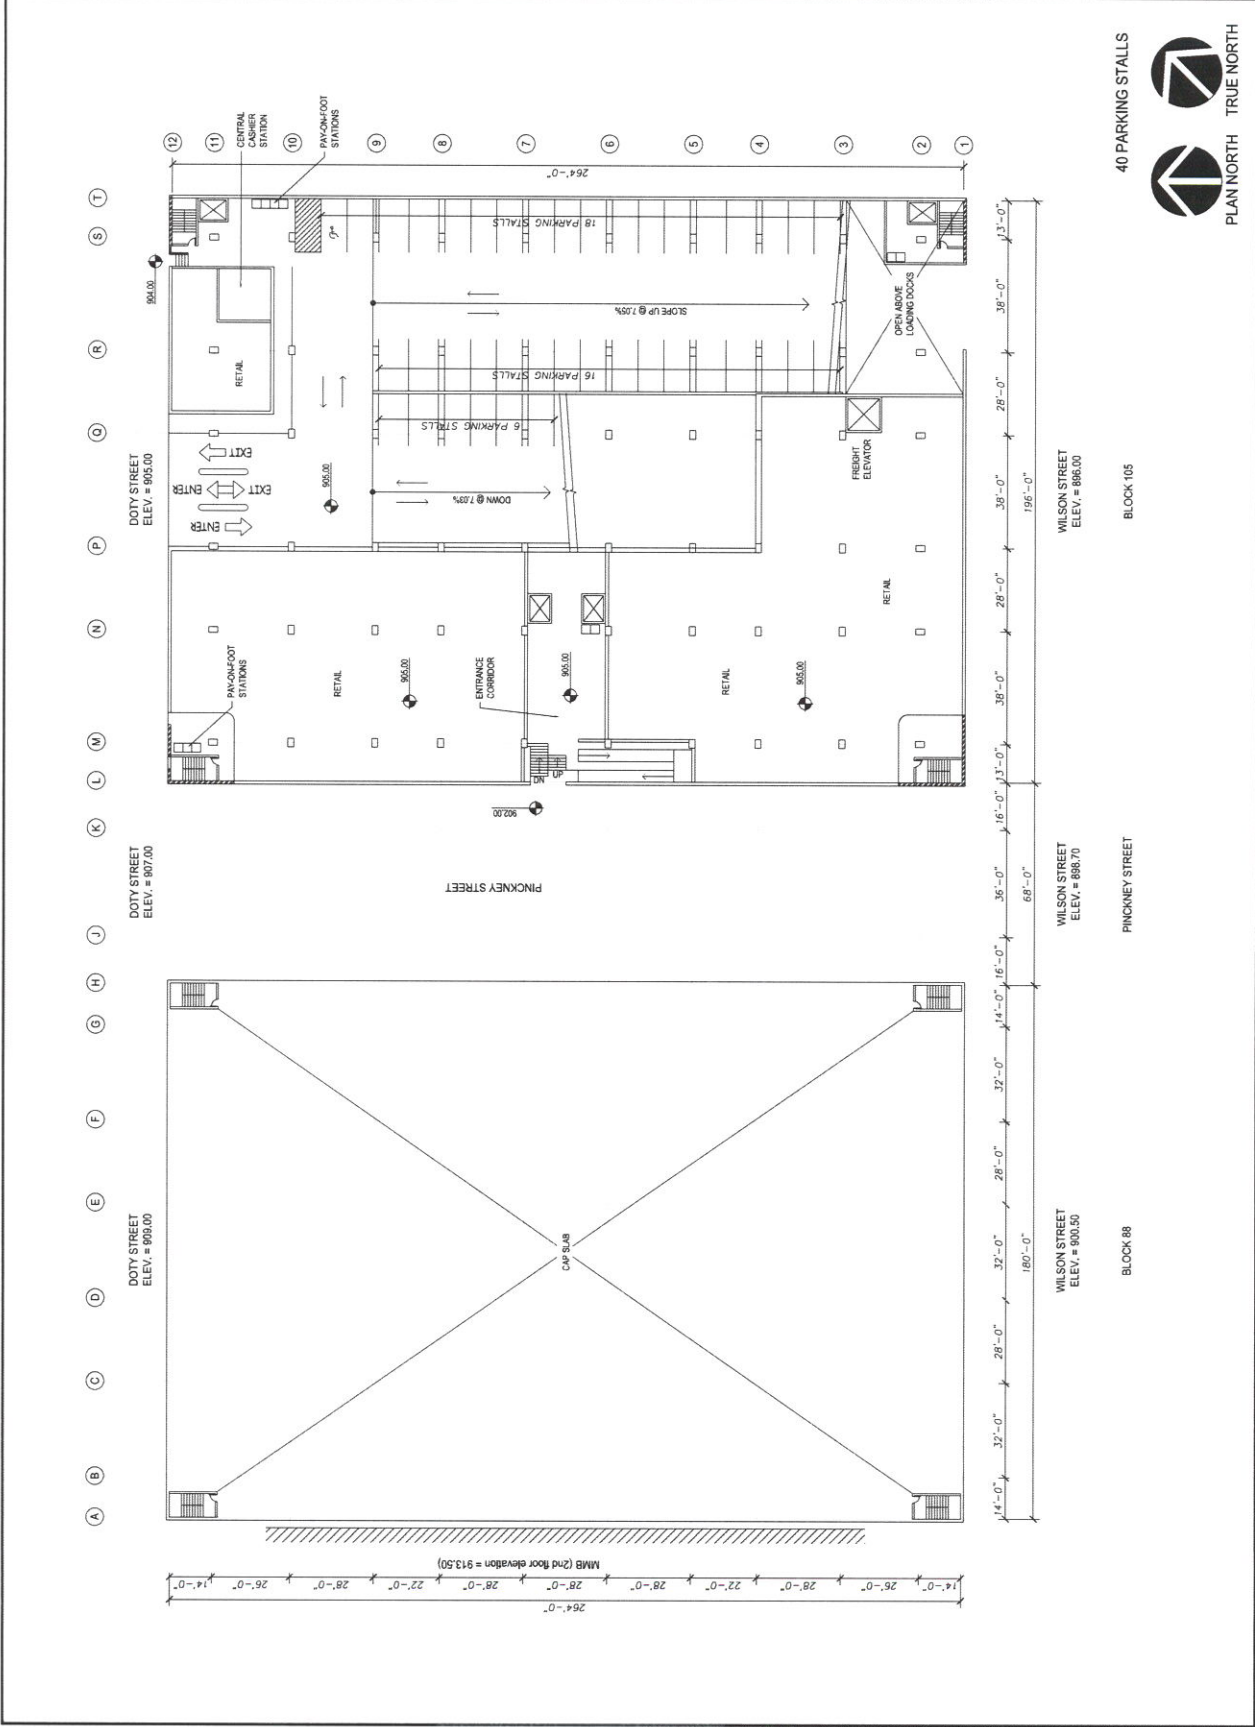 40 PARKING STALLS
PLAN NORTH
TRUE NORTH
12
11
10
9
8
7
6
5
4
3
2
1
CENTRAL
CASHIER
STATION
PAY-ON-FOOT
STATIONS
264'-0"
T
S
R
Q
P
N
M
L
K
J
H
G
F
E
D
C
B
A
904.00
18 PARKING STALLS
SLOPE UP @ 7.05%
16 PARKING STALLS
OPEN ABOVE
LOADING DOCKS
RETAIL
6 PARKING STALLS
EXIT
ENTER
EXIT
ENTER
905.00
DOWN @ 7.03%
FREIGHT
ELEVATOR
DOTY STREET
ELEV. = 905.00
RETAIL
PAY-ON-FOOT
STATIONS
RETAIL
905.00
ENTRANCE
CORRIDOR
905.00
RETAIL
905.00
DN
UP
902.00
DOTY STREET
ELEV. = 907.00
PINCKNEY STREET
DOTY STREET
ELEV. = 909.00
CAP SLAB
13'-0"
38'-0"
28'-0"
38'-0"
28'-0"
38'-0"
13'-0"
16'-0"
36'-0"
16'-0"
14'-0"
32'-0"
28'-0"
32'-0"
28'-0"
32'-0"
14'-0"
196'-0"
68'-0"
180'-0"
WILSON STREET
ELEV. = 896.00
BLOCK 105
WILSON STREET
ELEV. = 898.70
PINCKNEY STREET
WILSON STREET
ELEV. = 900.50
BLOCK 88
MMB (2nd floor elevation = 913.50)
14'-0"
26'-0"
28'-0"
22'-0"
28'-0"
28'-0"
28'-0"
22'-0"
28'-0"
26'-0"
14'-0"
264'-0"